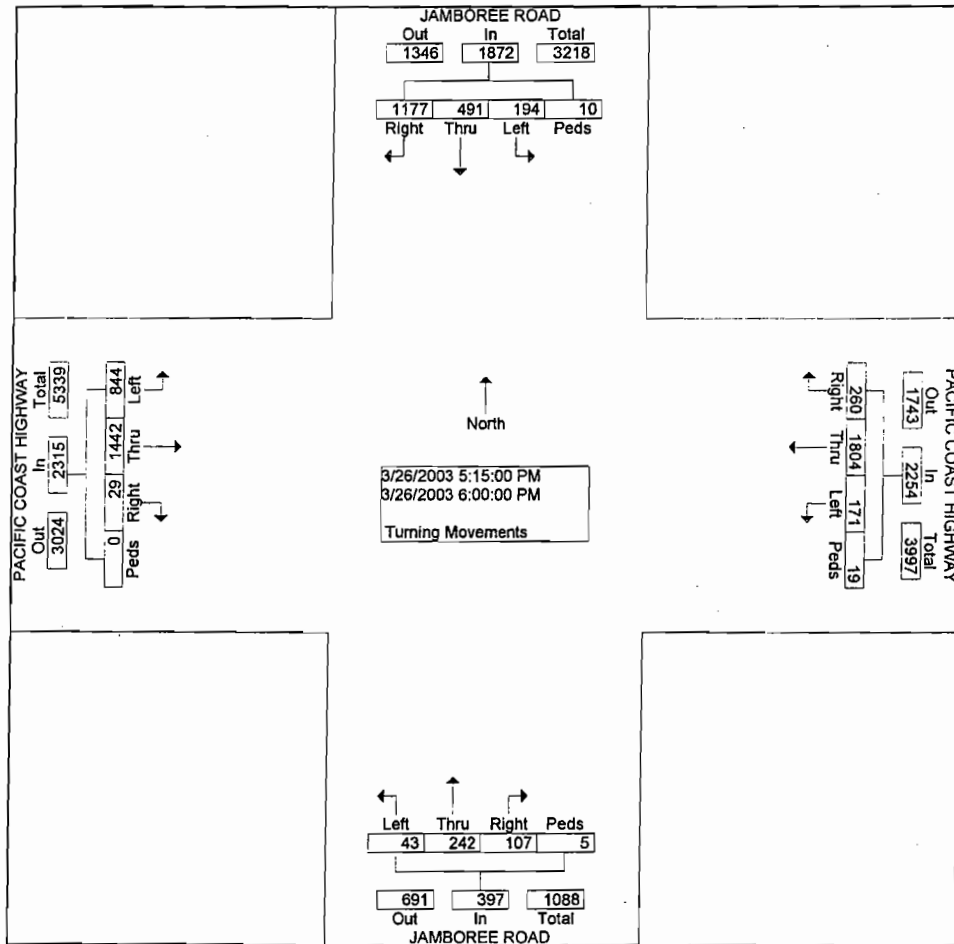 JAMBOREE ROAD
Out In Total
1346 1872 3218
1177 491 194 10
Right Thru Left Peds
PACIFIC COAST HIGHWAY
Total In Out
5339 2315 3024
844 1442 29 0
Left Thru Right Peds
North
3/26/2003 5:15:00 PM
3/26/2003 6:00:00 PM
Turning Movements
Right Thru Left Peds
260 1804 171 19
1743 2254 3997
Out In Total
PACIFIC COAST HIGHWAY
Left Thru Right Peds
43 242 107 5
691 397 1088
Out In Total
JAMBOREE ROAD